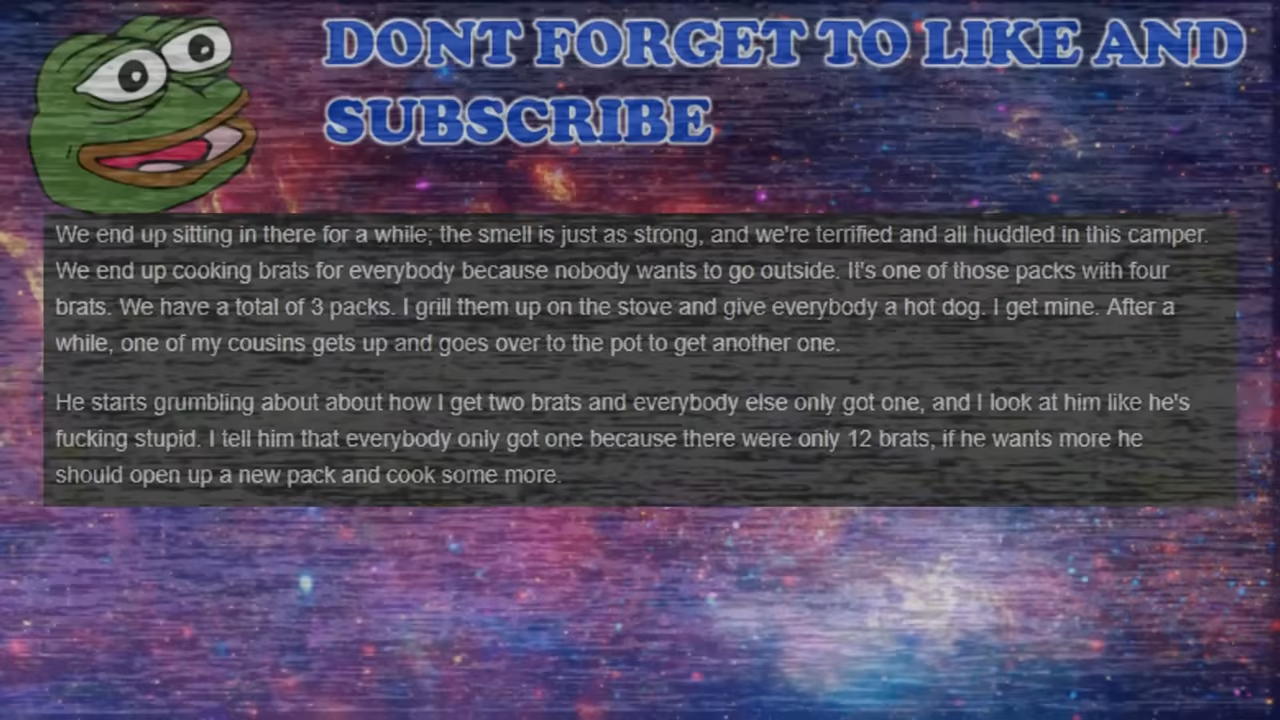 DONT FORGET TO LIKE AND
SUBSCRIBE
We end up sitting in there for a while; the smell is just as strong, and we're terrified and all huddled in this camper.
We end up cooking brats for everybody because nobody wants to go outside. It's one of those packs with four
brats. We have a total of 3 packs. I grill them up on the stove and give everybody a hot dog. I get mine. After a
while, one of my cousins gets up and goes over to the pot to get another one.
He starts grumbling about about how I get two brats and everybody else only got one, and I look at him like he's
fucking stupid. I tell him that everybody only got one because there were only 12 brats, if he wants more he
should open up a new pack and cook some more.